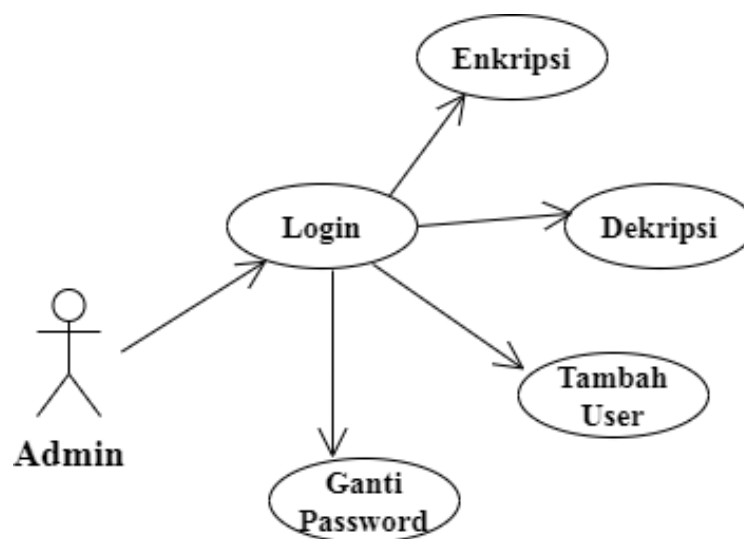 Enkripsi
Login
Dekripsi
Tambah
User
Admin
Ganti
Password